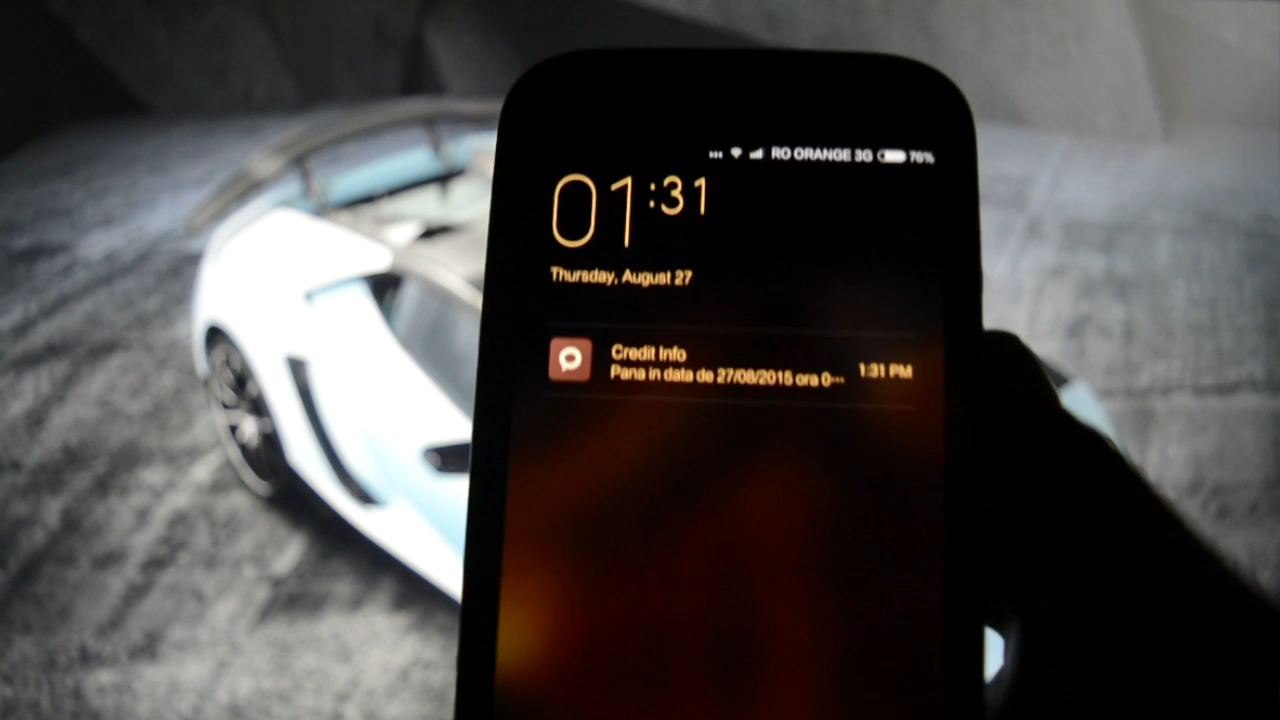 RO ORANGE 3G 76%
01:31
Thursday, August 27
Credit Info
Pana in data de 27/08/2015 ora 0... 1:31 PM